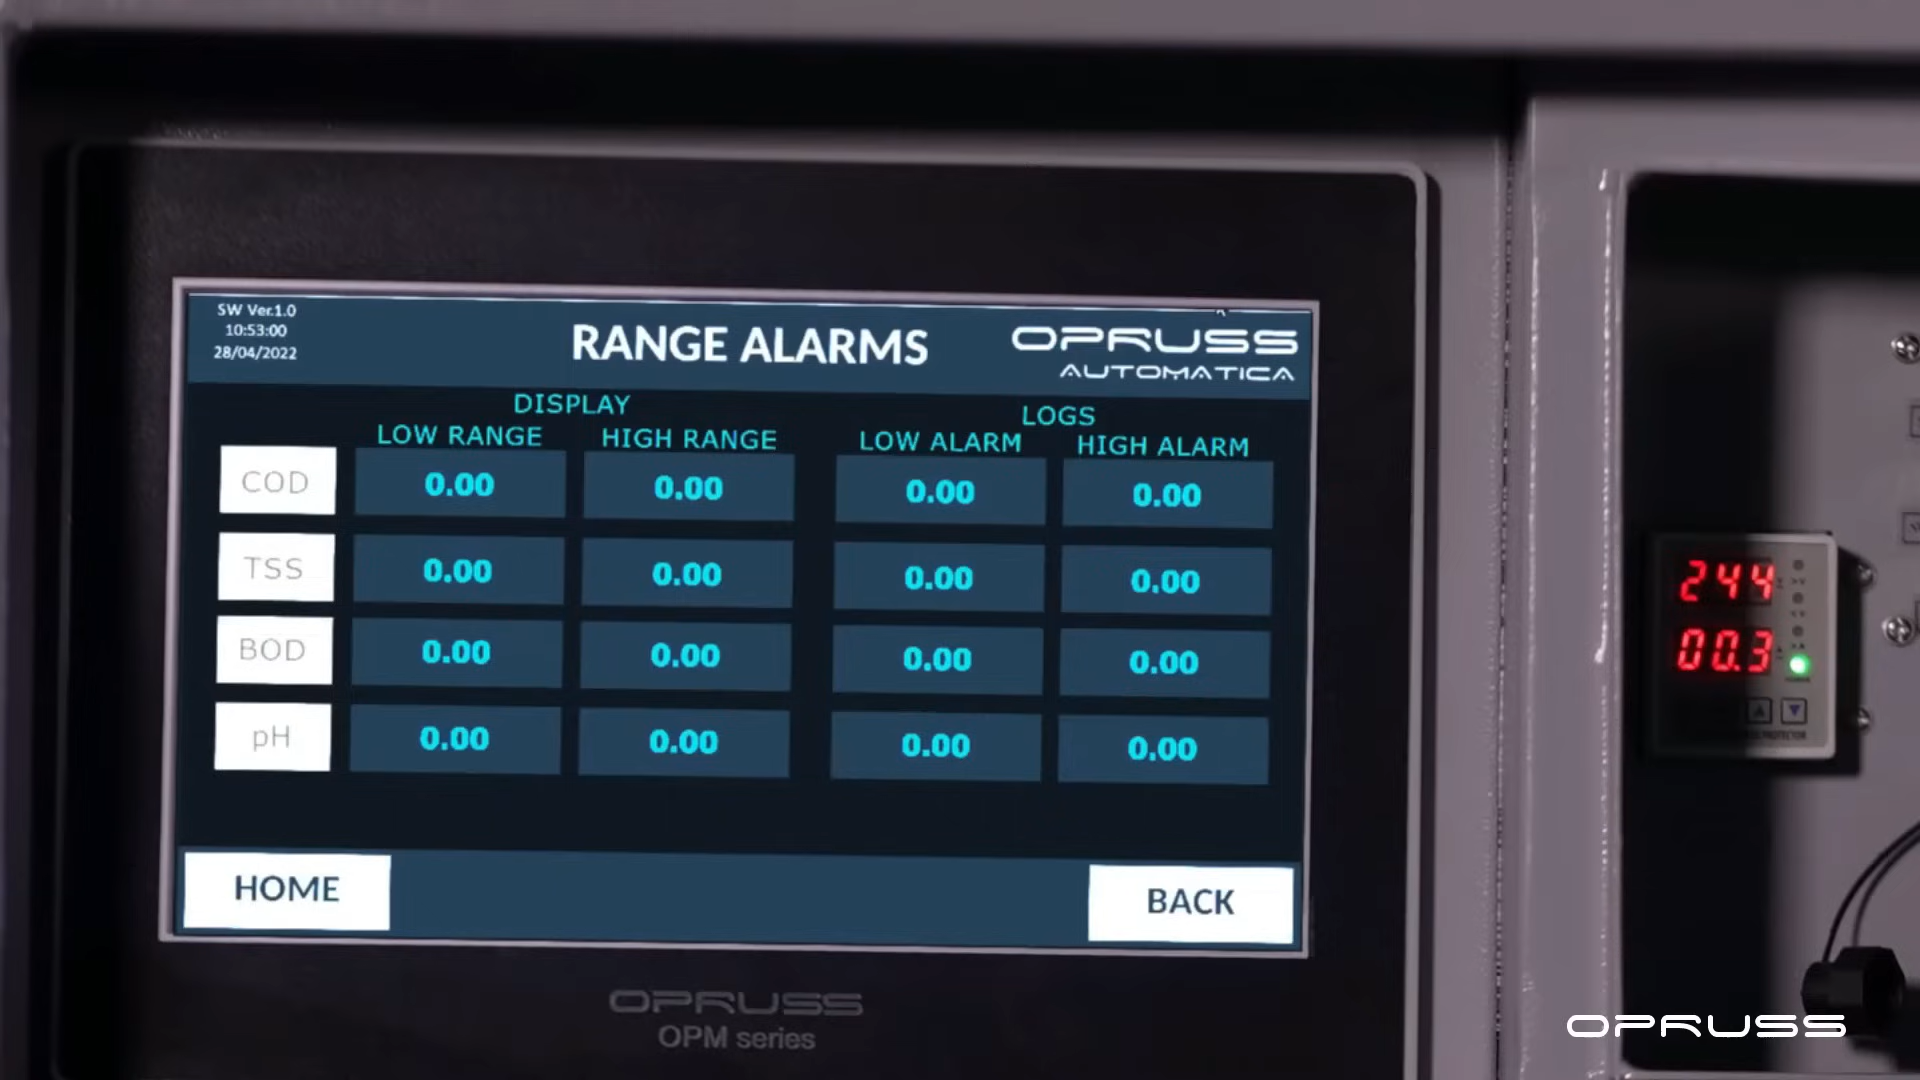 SW Ver.1.0
10:53:00
28/04/2022
RANGE ALARMS
OPRUSS
AUTOMATICA
DISPLAY
LOGS
LOW RANGE HIGH RANGE LOW ALARM HIGH ALARM
COD 0.00 0.00 0.00 0.00
TSS 0.00 0.00 0.00 0.00
BOD 0.00 0.00 0.00 0.00
pH 0.00 0.00 0.00 0.00
HOME
BACK
OPRUSS
OPM series
244
00.3
PROTECTOR
OPRUSS